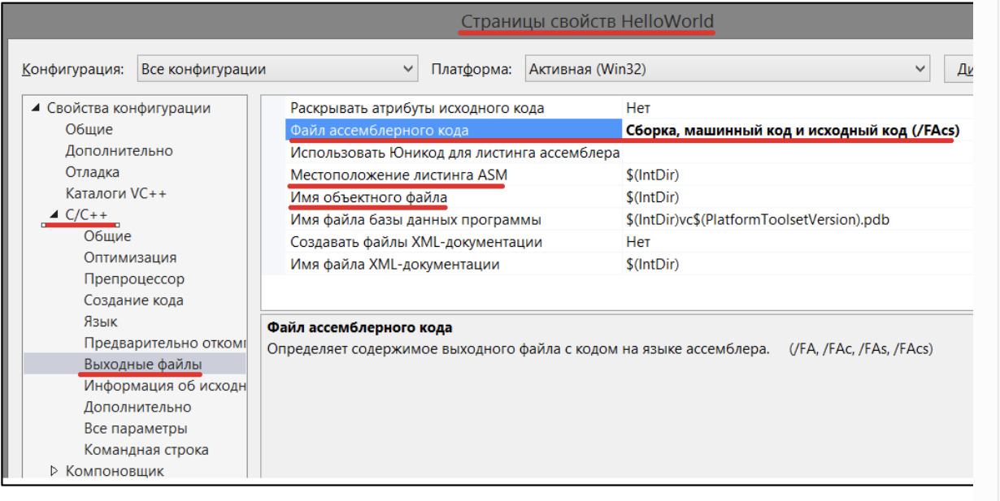 Страницы свойств HelloWorld
Конфигурация: Все конфигурации Платформа: Активная (Win32)
Свойства конфигурации
Общие
Дополнительно
Отладка
Каталоги VC++
C/C++
Общие
Оптимизация
Препроцессор
Создание кода
Язык
Предварительно отком
Выходные файлы
Информация об исходн
Дополнительно
Все параметры
Командная строка
Компоновщик
Раскрывать атрибуты исходного кода Нет
Файл ассемблерного кода Сборка, машинный код и исходный код (/FAcs)
Использовать Юникод для листинга ассемблера
Местоположение листинга ASM $(IntDir)
Имя объектного файла $(IntDir)
Имя файла базы данных программы $(IntDir)vc$(PlatformToolsetVersion).pdb
Создавать файлы XML-документации Нет
Имя файла XML-документации $(IntDir)
Файл ассемблерного кода
Определяет содержимое выходного файла с кодом на языке ассемблера. (/FA, /FAc, /FAs, /FAcs)